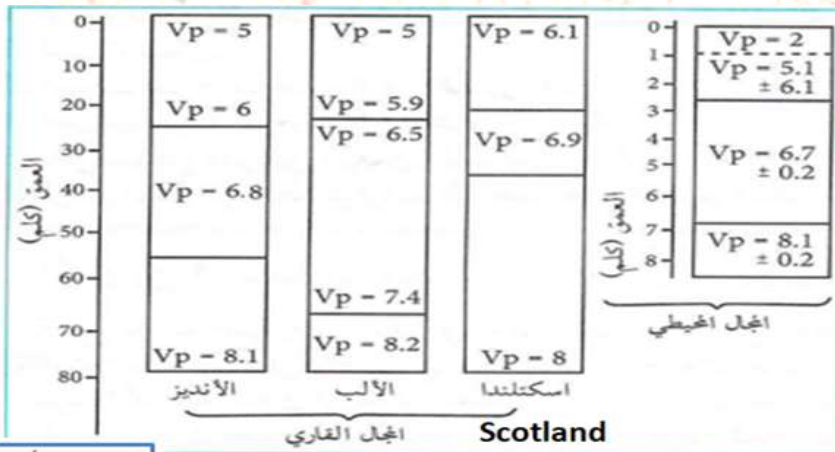 0
10
20
30
40
50
60
70
80
العمق (كلم)
Vp – 5
Vp – 6
Vp – 6.8
Vp – 8.1
الأنديز
Vp – 5
Vp – 5.9
Vp – 6.5
Vp – 7.4
Vp – 8.2
الألب
Vp – 6.1
Vp – 6.9
Vp – 8
اسكتلندا
المجال القاري
Scotland
0
1
2
3
4
5
6
7
8
العمق (كلم)
Vp – 2
Vp – 5.1
± 6.1
Vp – 6.7
± 0.2
Vp – 8.1
± 0.2
المجال المحيطي